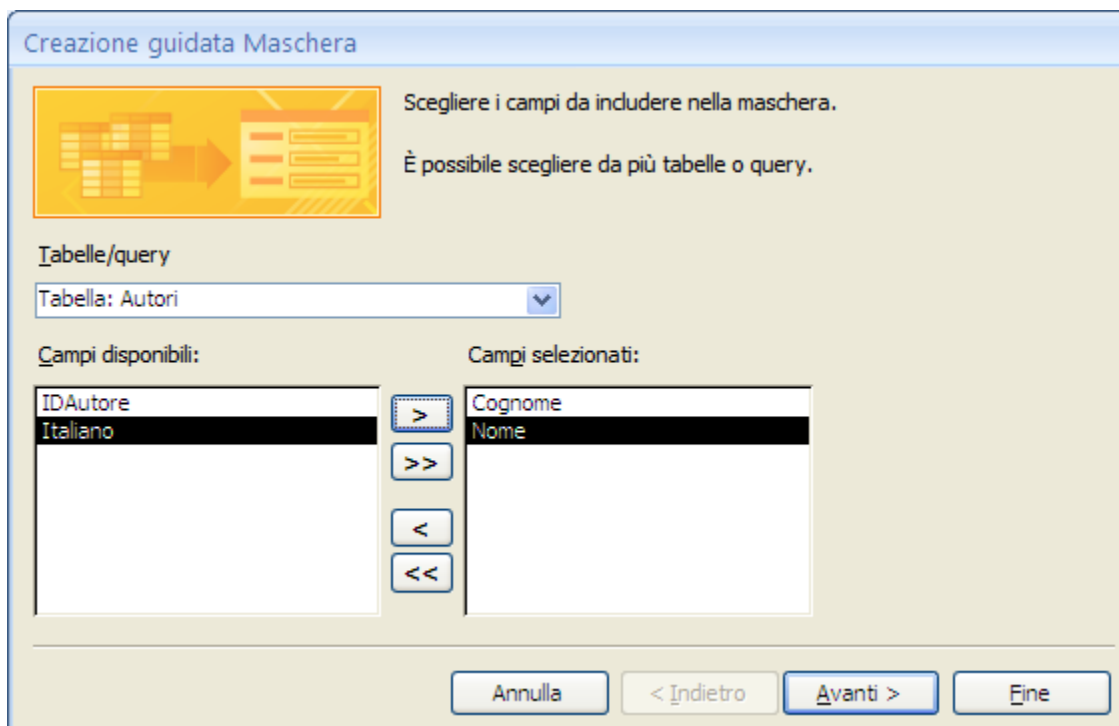 Creazione guidata Maschera
Scegliere i campi da includere nella maschera.
È possibile scegliere da più tabelle o query.
Tabelle/query
Tabella: Autori
Campi disponibili:
Campi selezionati:
IDAutore
Italiano
>
>>
<
<<
Cognome
Nome
Annulla
< Indietro
Avanti >
Fine